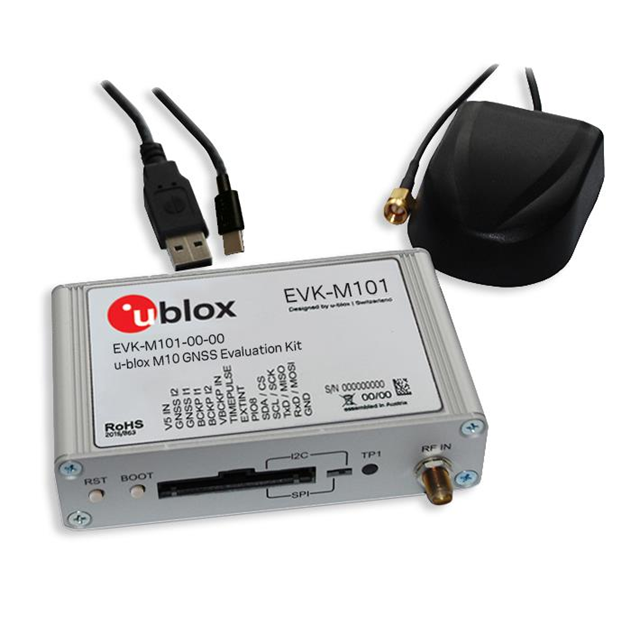 ublox
EVK-M101
Designed by u-blox | Switzerland
EVK-M101-00-00
u-blox M10 GNSS Evaluation Kit
RoHS
2015/863
V5 IN
GNSS I2
GNSS I1
BCKP I1
BCKP I2
VBCKP IN
TIMEPULSE
EXTINT
PIO8
SDA / CS
SCL / SCK
TxD / MISO
RxD / MOSI
GND
S/N 000000000
00/00
assembled in Austria
RST
BOOT
I2C
SPI
TP1
RF IN